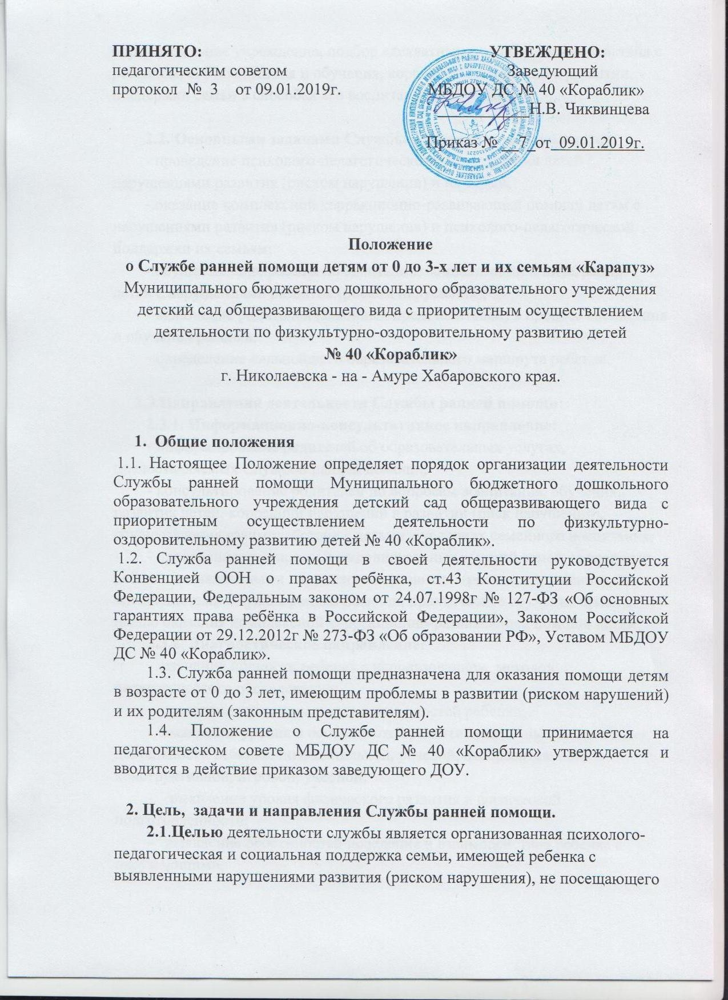 ПРИНЯТО:
УТВЕЖДЕНО:
педагогическим советом
Заведующий
протокол № 3 от 09.01.2019г.
МБДОУ ДС № 40 «Кораблик»
____________Н.В. Чиквинцева
Приказ № __7_от_09.01.2019г.
Положение
о Службе ранней помощи детям от 0 до 3-х лет и их семьям «Карапуз»
Муниципального бюджетного дошкольного образовательного учреждения
детский сад общеразвивающего вида с приоритетным осуществлением
деятельности по физкультурно-оздоровительному развитию детей
№ 40 «Кораблик»
г. Николаевска - на - Амуре Хабаровского края.
1. Общие положения
1.1. Настоящее Положение определяет порядок организации деятельности
Службы ранней помощи Муниципального бюджетного дошкольного
образовательного учреждения детский сад общеразвивающего вида с
приоритетным осуществлением деятельности по физкультурно-
оздоровительному развитию детей № 40 «Кораблик».
1.2. Служба ранней помощи в своей деятельности руководствуется
Конвенцией ООН о правах ребёнка, ст.43 Конституции Российской
Федерации, Федеральным законом от 24.07.1998г № 127-ФЗ «Об основных
гарантиях права ребёнка в Российской Федерации», Законом Российской
Федерации от 29.12.2012г № 273-ФЗ «Об образовании РФ», Уставом МБДОУ
ДС № 40 «Кораблик».
1.3. Служба ранней помощи предназначена для оказания помощи детям
в возрасте от 0 до 3 лет, имеющим проблемы в развитии (риском нарушений)
и их родителям (законным представителям).
1.4. Положение о Службе ранней помощи принимается на
педагогическом совете МБДОУ ДС № 40 «Кораблик» утверждается и
вводится в действие приказом заведующего ДОУ.
2. Цель, задачи и направления Службы ранней помощи.
2.1.Целью деятельности службы является организованная психолого-
педагогическая и социальная поддержка семьи, имеющей ребенка с
выявленными нарушениями развития (риском нарушения), не посещающего